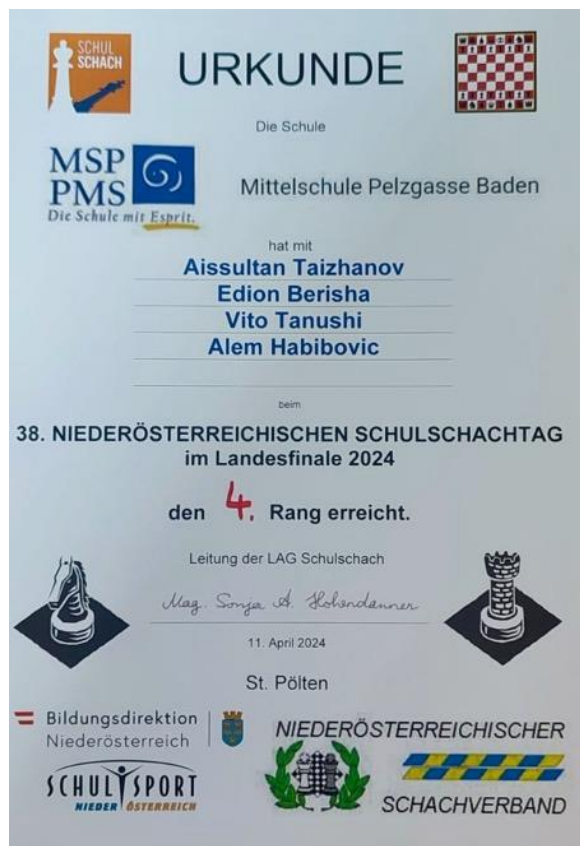 SCHUL
SCHACH
URKUNDE
Die Schule
MSP
PMS
Die Schule mit Esprit.
Mittelschule Pelzgasse Baden
hat mit
Aissultan Taizhanov
Edion Berisha
Vito Tanushi
Alem Habibovic
beim
38. NIEDERÖSTERREICHISCHEN SCHULSCHACHTAG
im Landesfinale 2024
den 4. Rang erreicht.
Leitung der LAG Schulschach
Mag. Sonja A. Hohendanner
11. April 2024
St. Pölten
Bildungsdirektion
Niederösterreich
SCHULSPORT
NIEDER ÖSTERREICH
NIEDERÖSTERREICHISCHER
SCHACHVERBAND